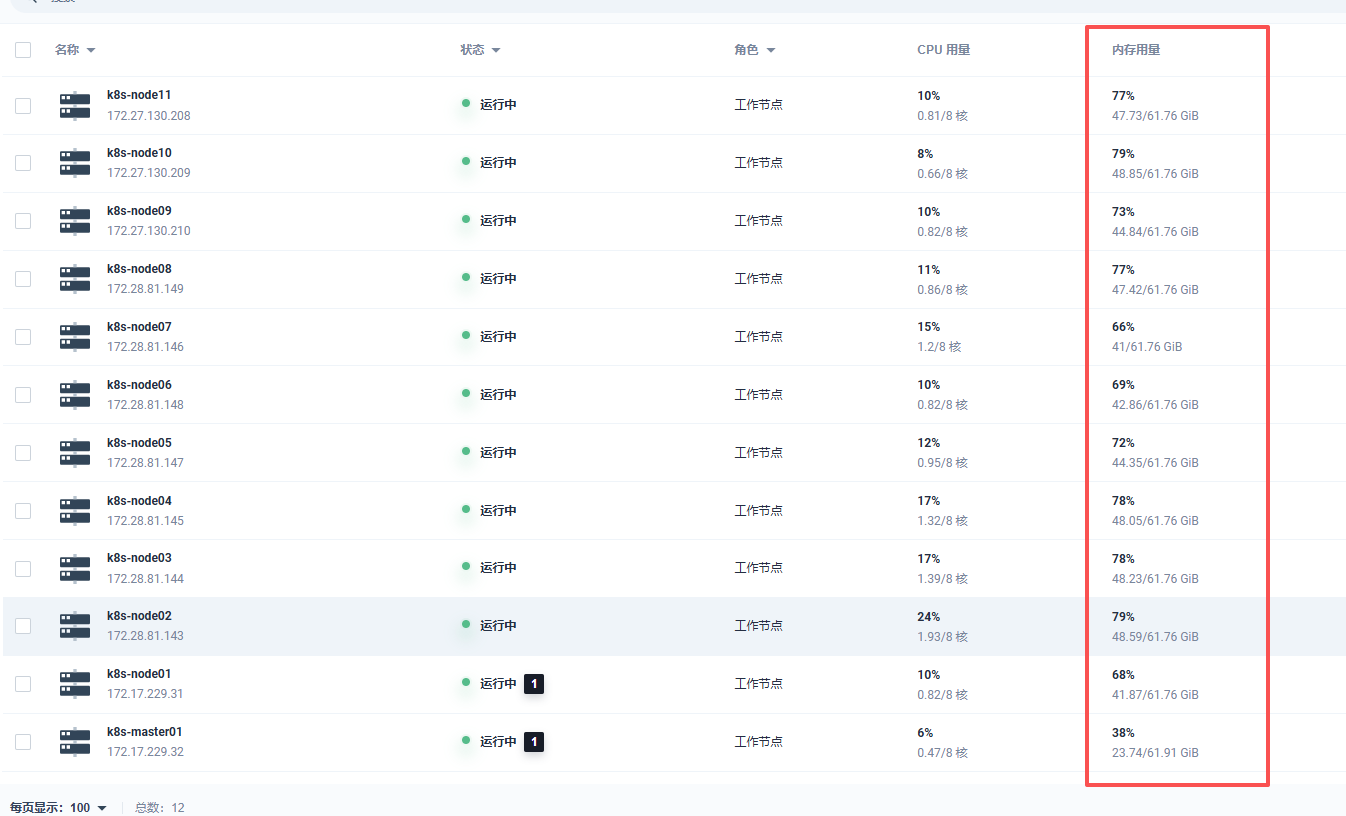 名称 状态 角色 CPU 用量 内存用量
k8s-node11 10% 77%
运行中 工作节点
172.27.130.208 0.81/8 核 47.73/61.76 GiB
k8s-node10 8% 79%
运行中 工作节点
172.27.130.209 0.66/8 核 48.85/61.76 GiB
k8s-node09 10% 73%
运行中 工作节点
172.27.130.210 0.82/8 核 44.84/61.76 GiB
k8s-node08 11% 77%
运行中 工作节点
172.28.81.149 0.86/8 核 47.42/61.76 GiB
k8s-node07 15% 66%
运行中 工作节点
172.28.81.146 1.2/8 核 41/61.76 GiB
k8s-node06 10% 69%
运行中 工作节点
172.28.81.148 0.82/8 核 42.86/61.76 GiB
k8s-node05 12% 72%
运行中 工作节点
172.28.81.147 0.95/8 核 44.35/61.76 GiB
k8s-node04 17% 78%
运行中 工作节点
172.28.81.145 1.32/8 核 48.05/61.76 GiB
k8s-node03 17% 78%
运行中 工作节点
172.28.81.144 1.39/8 核 48.23/61.76 GiB
k8s-node02 24% 79%
运行中 工作节点
172.28.81.143 1.93/8 核 48.59/61.76 GiB
k8s-node01 10% 68%
运行中 1 工作节点
172.17.229.31 0.82/8 核 41.87/61.76 GiB
k8s-master01 6% 38%
运行中 1 工作节点
172.17.229.32 0.47/8 核 23.74/61.91 GiB
每页显示: 100 总数: 12